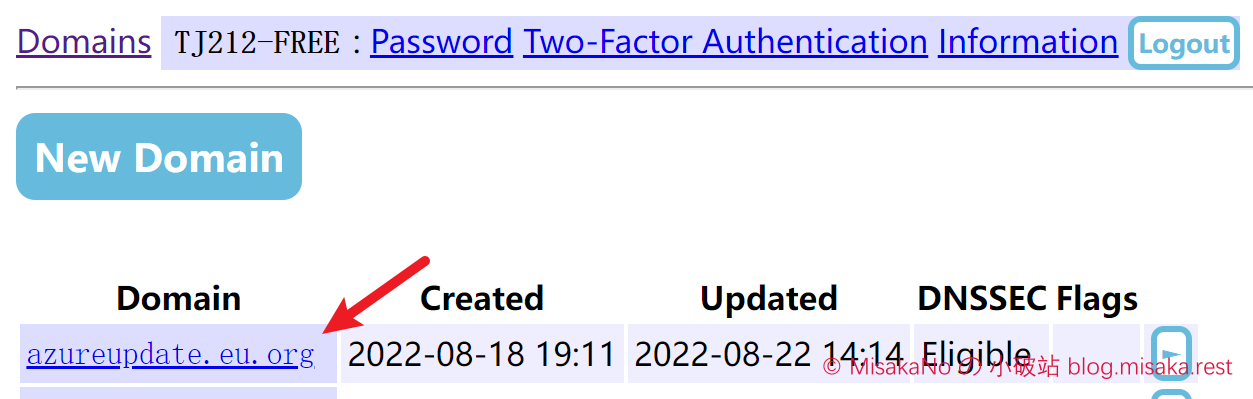 Domains TJ212-FREE : Password Two-Factor Authentication Information Logout
New Domain
Domain Created Updated DNSSEC Flags
azureupdate.eu.org 2022-08-18 19:11 2022-08-22 14:14 Eligible ►
© MisakaNo の 小破站 blog.misaka.rest